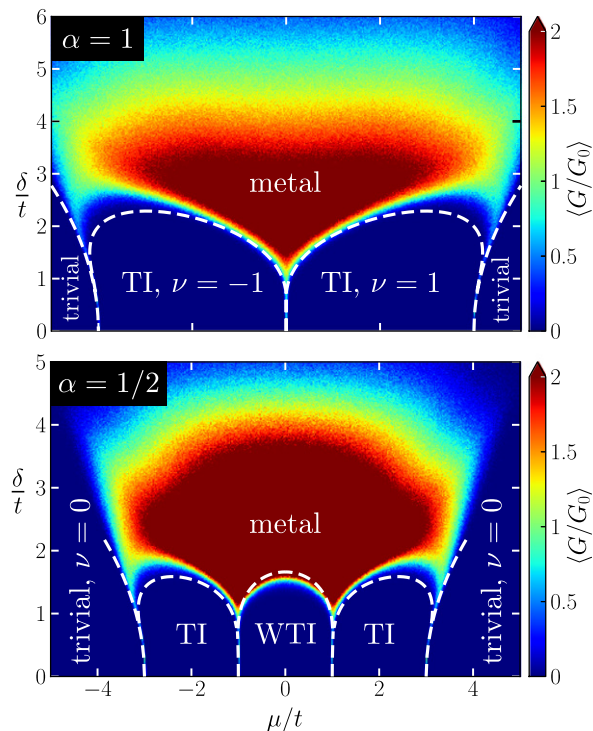 α = 1
6
5
4
3
2
1
0
δ/t
metal
TI, ν = −1
TI, ν = 1
trivial
trivial
2
1.5
1
0.5
0
⟨G/G₀⟩
α = 1/2
5
4
3
2
1
0
δ/t
metal
trivial, ν = 0
TI
WTI
TI
trivial, ν = 0
−4
−2
0
2
4
μ/t
2
1.5
1
0.5
0
⟨G/G₀⟩